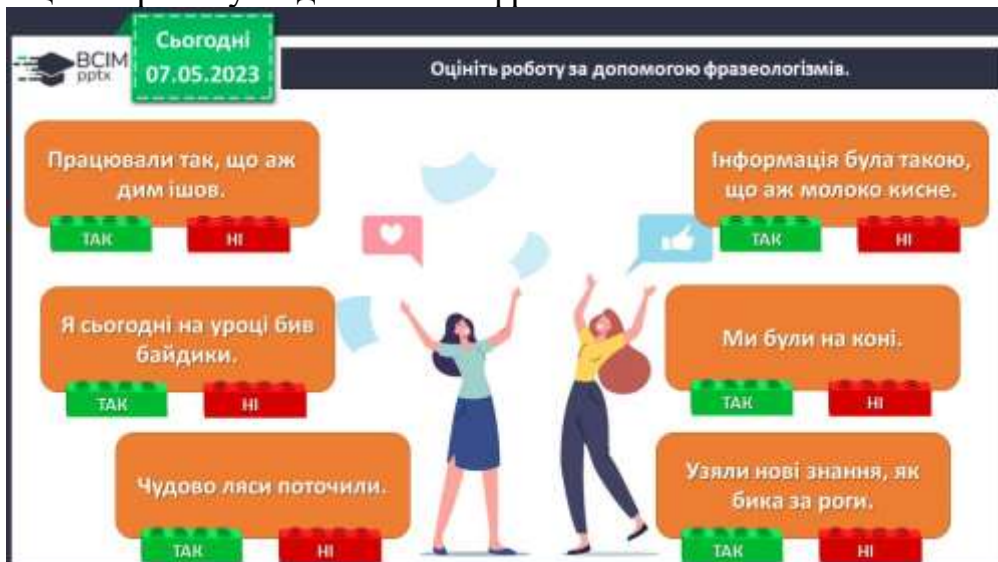 Сьогодні
07.05.2023
BCIM
pptx
Оцініть роботу за допомогою фразеологізмів.
Працювали так, що аж
дим ішов.
ТАК
НІ
Інформація була такою,
що аж молоко кисне.
ТАК
НІ
Я сьогодні на уроці бив
байдики.
ТАК
НІ
Ми були на коні.
ТАК
НІ
Чудово ляси поточили.
ТАК
НІ
Узяли нові знання, як
бика за роги.
ТАК
НІ